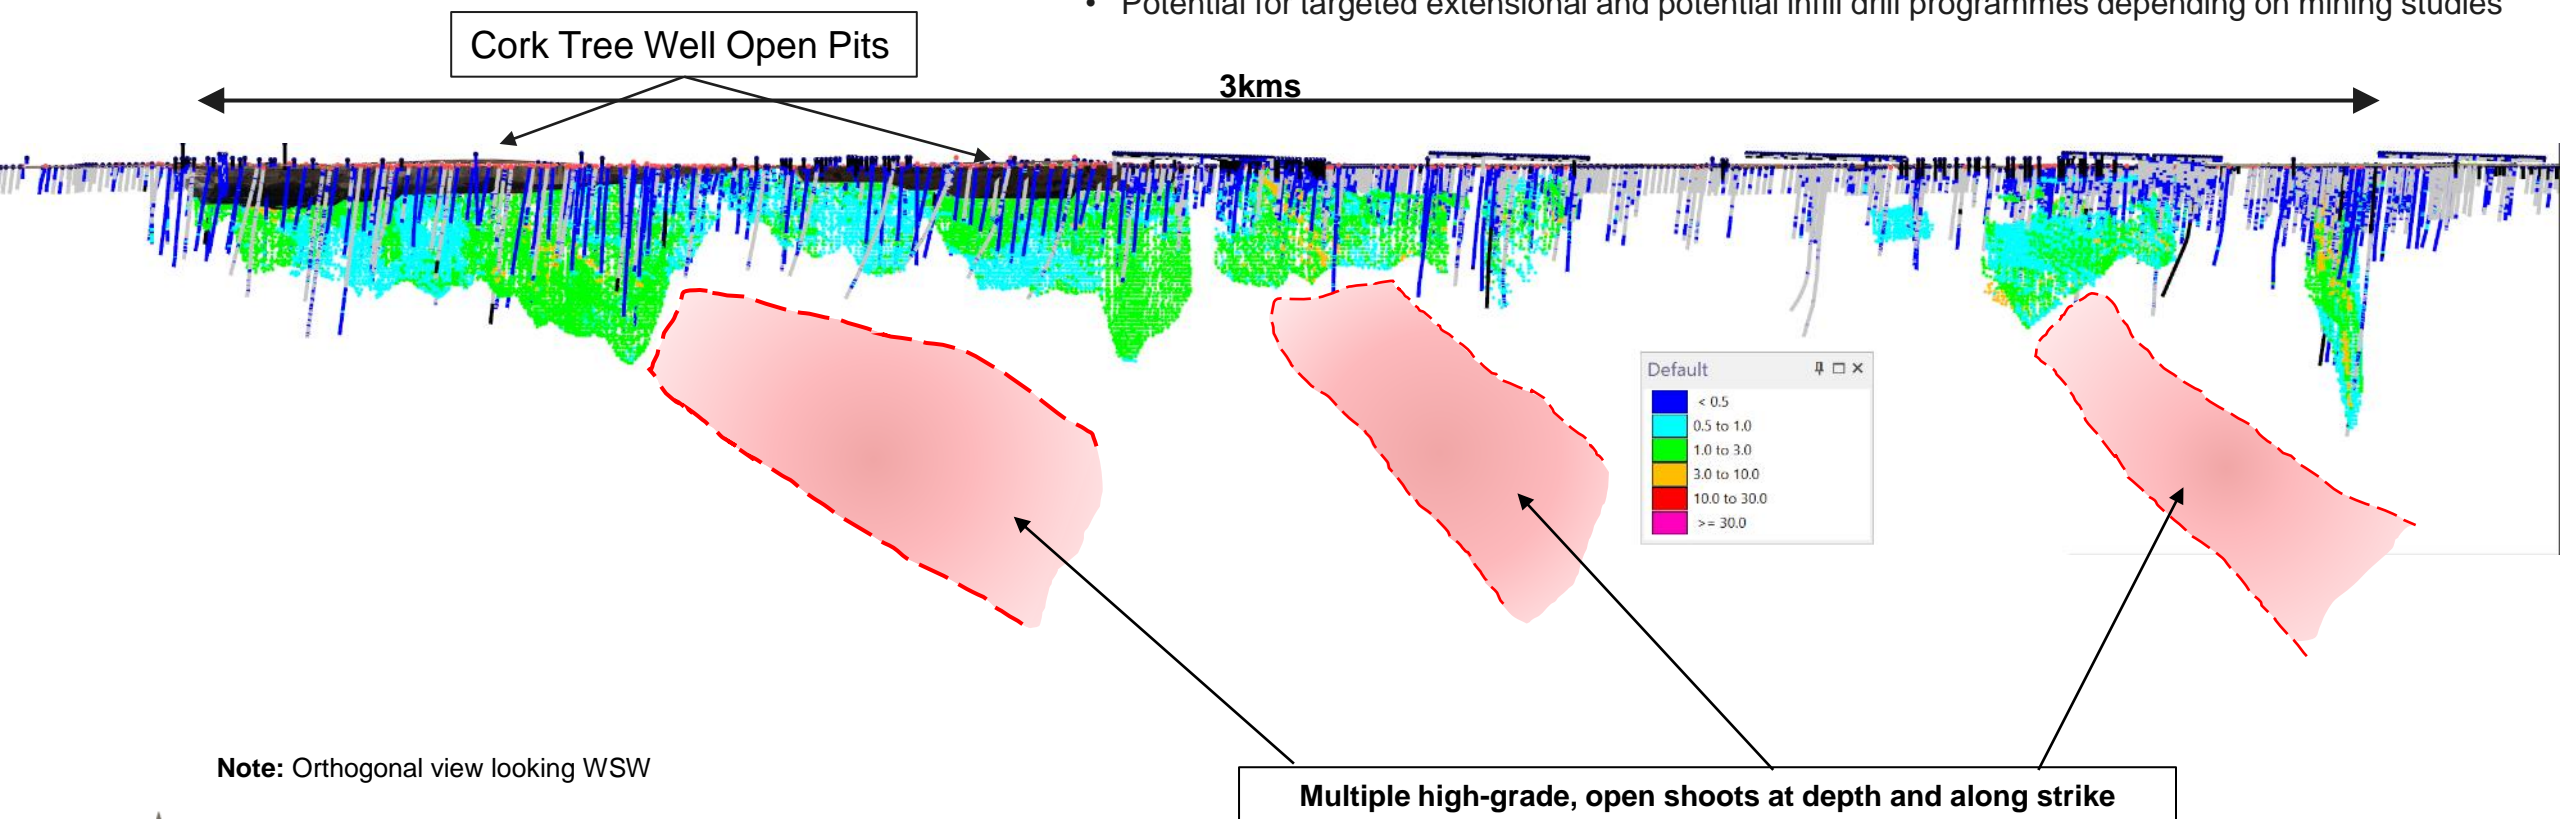 • Potential for targeted extensional and potential infill drill programmes depending on mining studies
Cork Tree Well Open Pits
3kms
Default
< 0.5
0.5 to 1.0
1.0 to 3.0
3.0 to 10.0
10.0 to 30.0
>= 30.0
Note: Orthogonal view looking WSW
Multiple high-grade, open shoots at depth and along strike